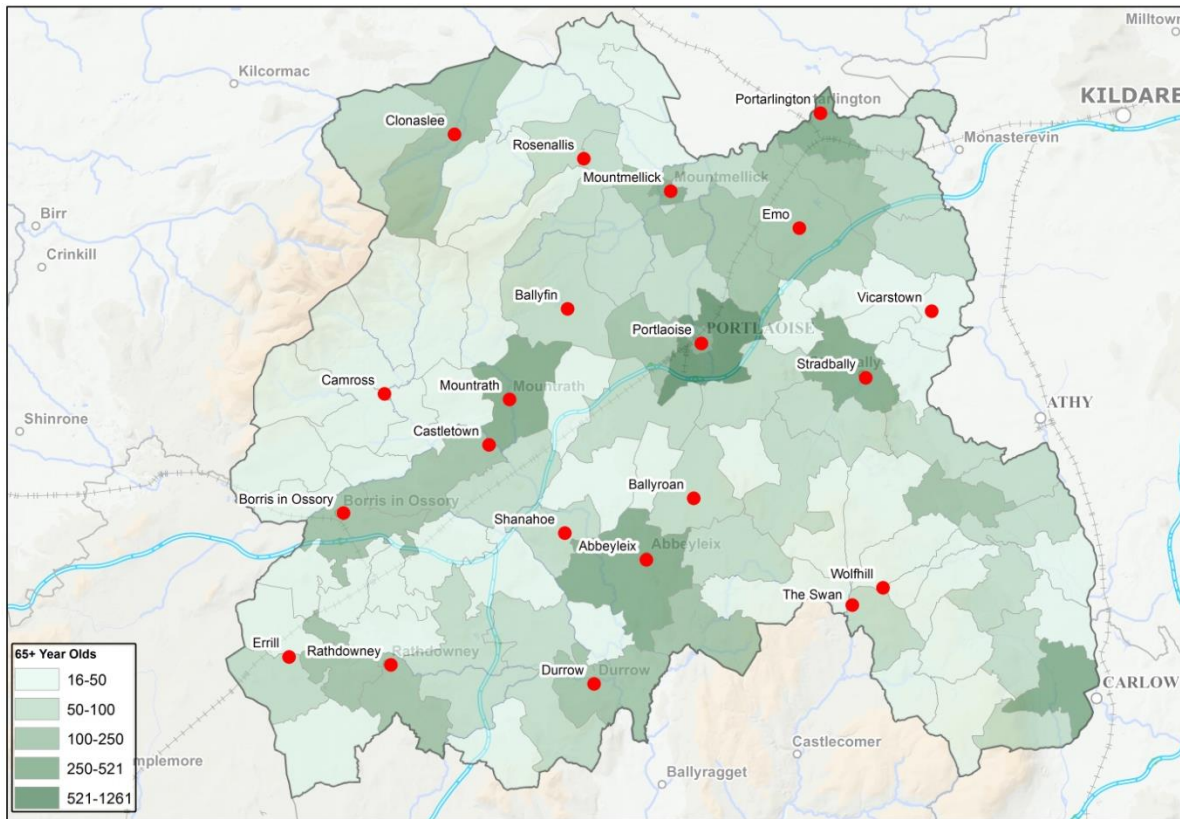 Milltown
Kilcormac
Portarlington
tarlington
KILDARE
Clonaslee
Monasterevin
Rosenallis
Mountmellick
Mountmellick
Birr
Emo
Crinkill
Ballyfin
Vicarstown
Portlaoise
PORTLAOISE
Stradbally
ally
Camross
Mountrath
Mountrath
Shinrone
ATHY
Castletown
Borris in Ossory
Borris in Ossory
Ballyroan
Shanahoe
Abbeyleix
Abbeyleix
Wolfhill
The Swan
Errill
Rathdowney
Rathdowney
Durrow
Durrow
CARLOW
Castlecomer
mplemore
Ballyragget
65+ Year Olds
16-50
50-100
100-250
250-521
521-1261